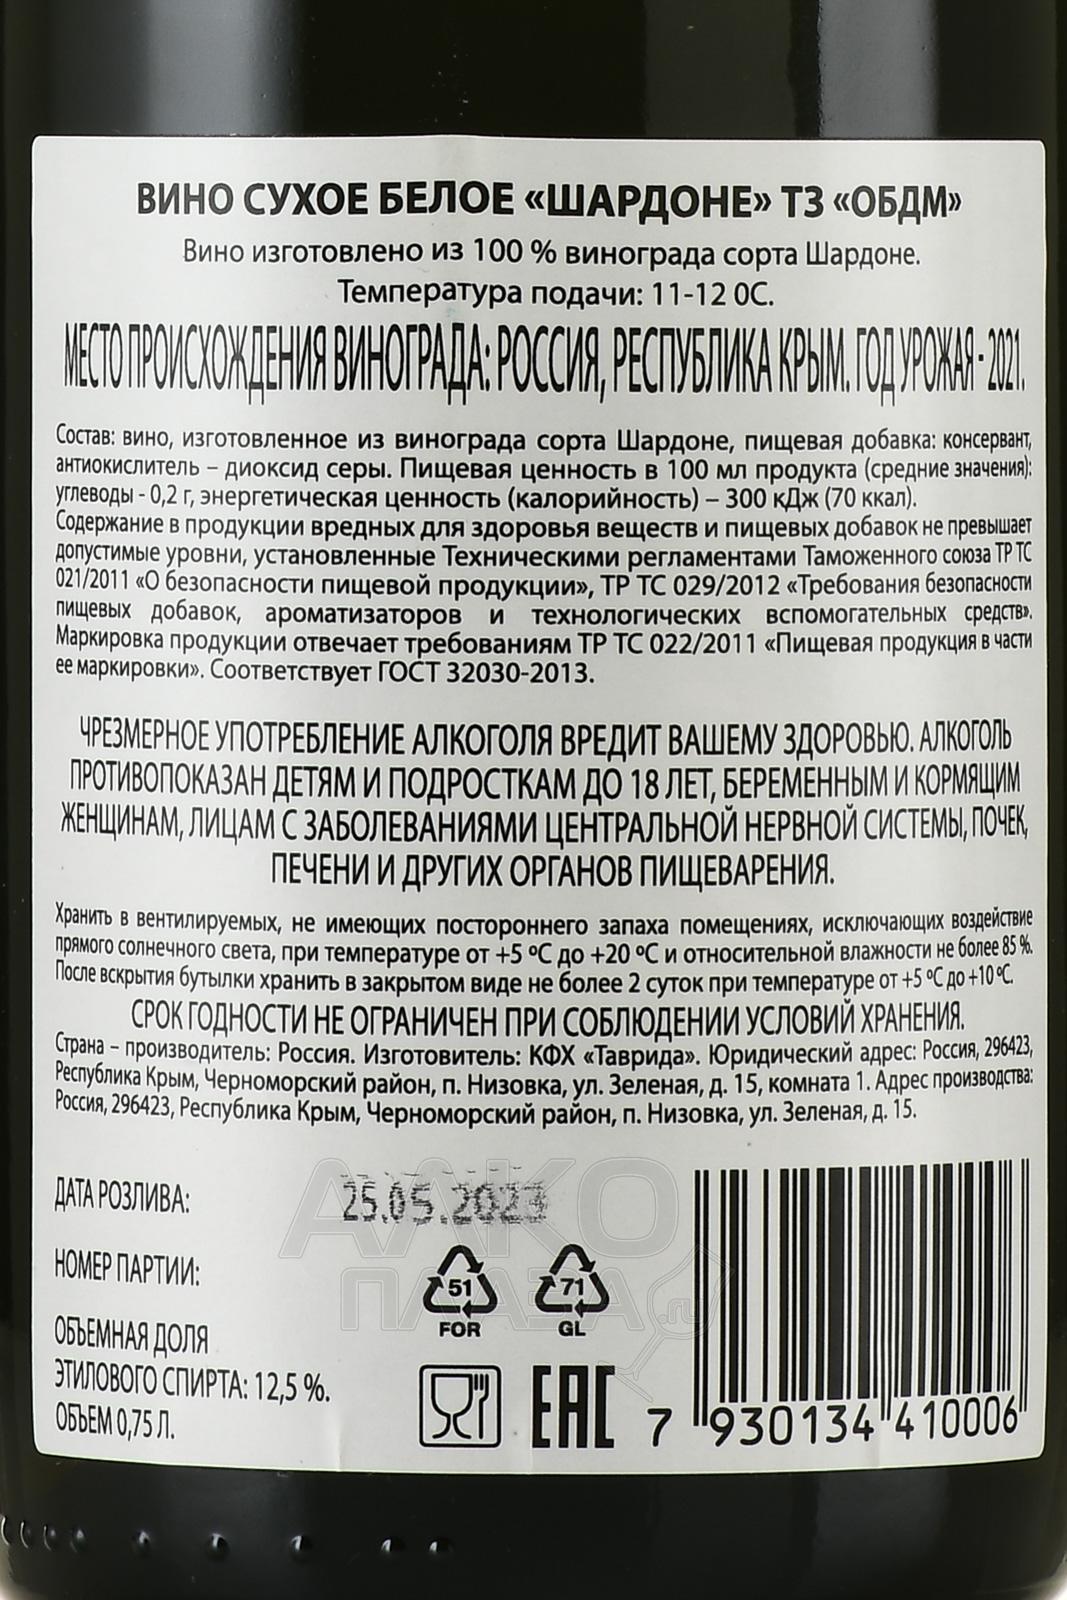 ВИНО СУХОЕ БЕЛОЕ «ШАРДОНЕ» ТЗ «ОБДМ»
Вино изготовлено из 100 % винограда сорта Шардоне.
Температура подачи: 11-12 0С.
МЕСТО ПРОИСХОЖДЕНИЯ ВИНОГРАДА: РОССИЯ, РЕСПУБЛИКА КРЫМ. ГОД УРОЖАЯ - 2021.
Состав: вино, изготовленное из винограда сорта Шардоне, пищевая добавка: консервант,
антиокислитель – диоксид серы. Пищевая ценность в 100 мл продукта (средние значения):
углеводы - 0,2 г, энергетическая ценность (калорийность) – 300 кДж (70 ккал).
Содержание в продукции вредных для здоровья веществ и пищевых добавок не превышает
допустимые уровни, установленные Техническими регламентами Таможенного союза ТР ТС
021/2011 «О безопасности пищевой продукции», ТР ТС 029/2012 «Требования безопасности
пищевых добавок, ароматизаторов и технологических вспомогательных средств».
Маркировка продукции отвечает требованиям ТР ТС 022/2011 «Пищевая продукция в части
ее маркировки». Соответствует ГОСТ 32030-2013.
ЧРЕЗМЕРНОЕ УПОТРЕБЛЕНИЕ АЛКОГОЛЯ ВРЕДИТ ВАШЕМУ ЗДОРОВЬЮ. АЛКОГОЛЬ
ПРОТИВОПОКАЗАН ДЕТЯМ И ПОДРОСТКАМ ДО 18 ЛЕТ, БЕРЕМЕННЫМ И КОРМЯЩИМ
ЖЕНЩИНАМ, ЛИЦАМ С ЗАБОЛЕВАНИЯМИ ЦЕНТРАЛЬНОЙ НЕРВНОЙ СИСТЕМЫ, ПОЧЕК,
ПЕЧЕНИ И ДРУГИХ ОРГАНОВ ПИЩЕВАРЕНИЯ.
Хранить в вентилируемых, не имеющих постороннего запаха помещениях, исключающих воздействие
прямого солнечного света, при температуре от +5 ºС до +20 ºС и относительной влажности не более 85 %.
После вскрытия бутылки хранить в закрытом виде не более 2 суток при температуре от +5 ºС до +10 ºС.
СРОК ГОДНОСТИ НЕ ОГРАНИЧЕН ПРИ СОБЛЮДЕНИИ УСЛОВИЙ ХРАНЕНИЯ.
Страна – производитель: Россия. Изготовитель: КФХ «Таврида». Юридический адрес: Россия, 296423,
Республика Крым, Черноморский район, п. Низовка, ул. Зеленая, д. 15, комната 1. Адрес производства:
Россия, 296423, Республика Крым, Черноморский район, п. Низовка, ул. Зеленая, д. 15.
ДАТА РОЗЛИВА: 25.05.2023
НОМЕР ПАРТИИ:
51 71
FOR GL
ОБЪЕМНАЯ ДОЛЯ
ЭТИЛОВОГО СПИРТА: 12,5 %.
ОБЪЕМ 0,75 Л.
EAC
7 930134 410006
АЛКО
ПЛАЗА.ru